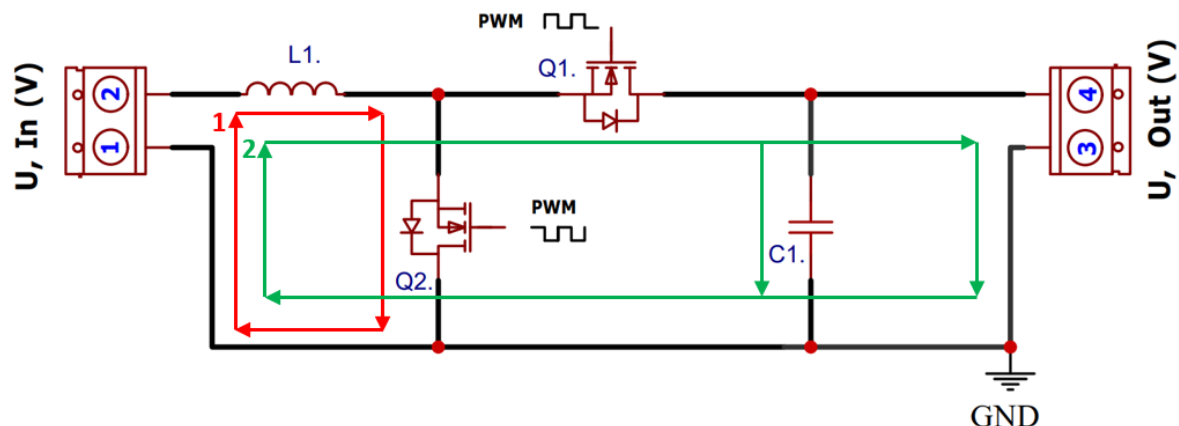 PWM
L1.
Q1.
U, In (V)
2
1
1
2
PWM
Q2.
C1.
4
3
U, Out (V)
GND